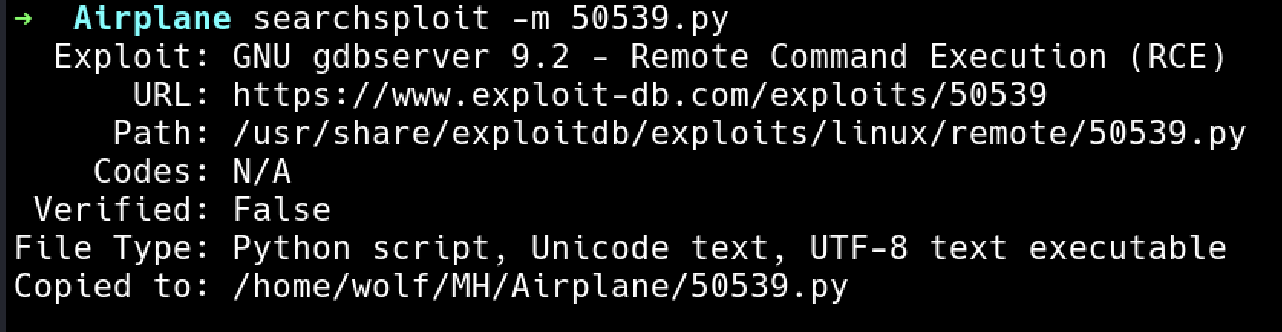 → Airplane searchsploit -m 50539.py
Exploit: GNU gdbserver 9.2 - Remote Command Execution (RCE)
URL: https://www.exploit-db.com/exploits/50539
Path: /usr/share/exploitdb/exploits/linux/remote/50539.py
Codes: N/A
Verified: False
File Type: Python script, Unicode text, UTF-8 text executable
Copied to: /home/wolf/MH/Airplane/50539.py